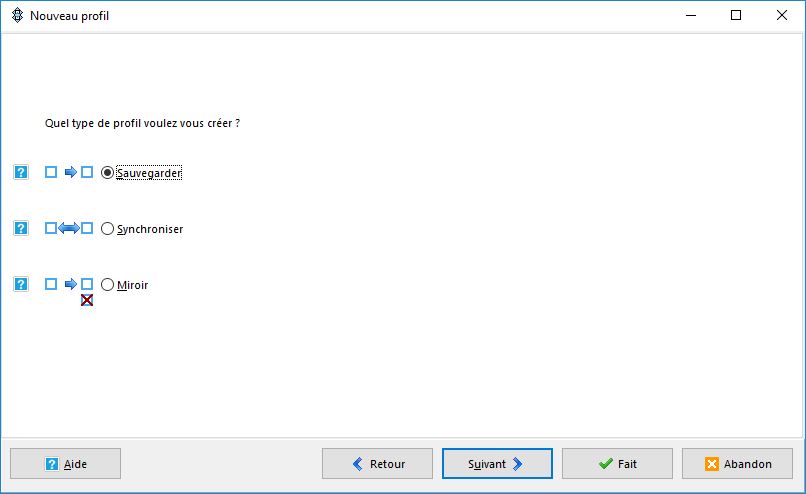 Nouveau profil
Quel type de profil voulez vous créer ?
? Sauvegarder
? Synchroniser
? Miroir
? Aide
Retour
Suivant
Fait
Abandon